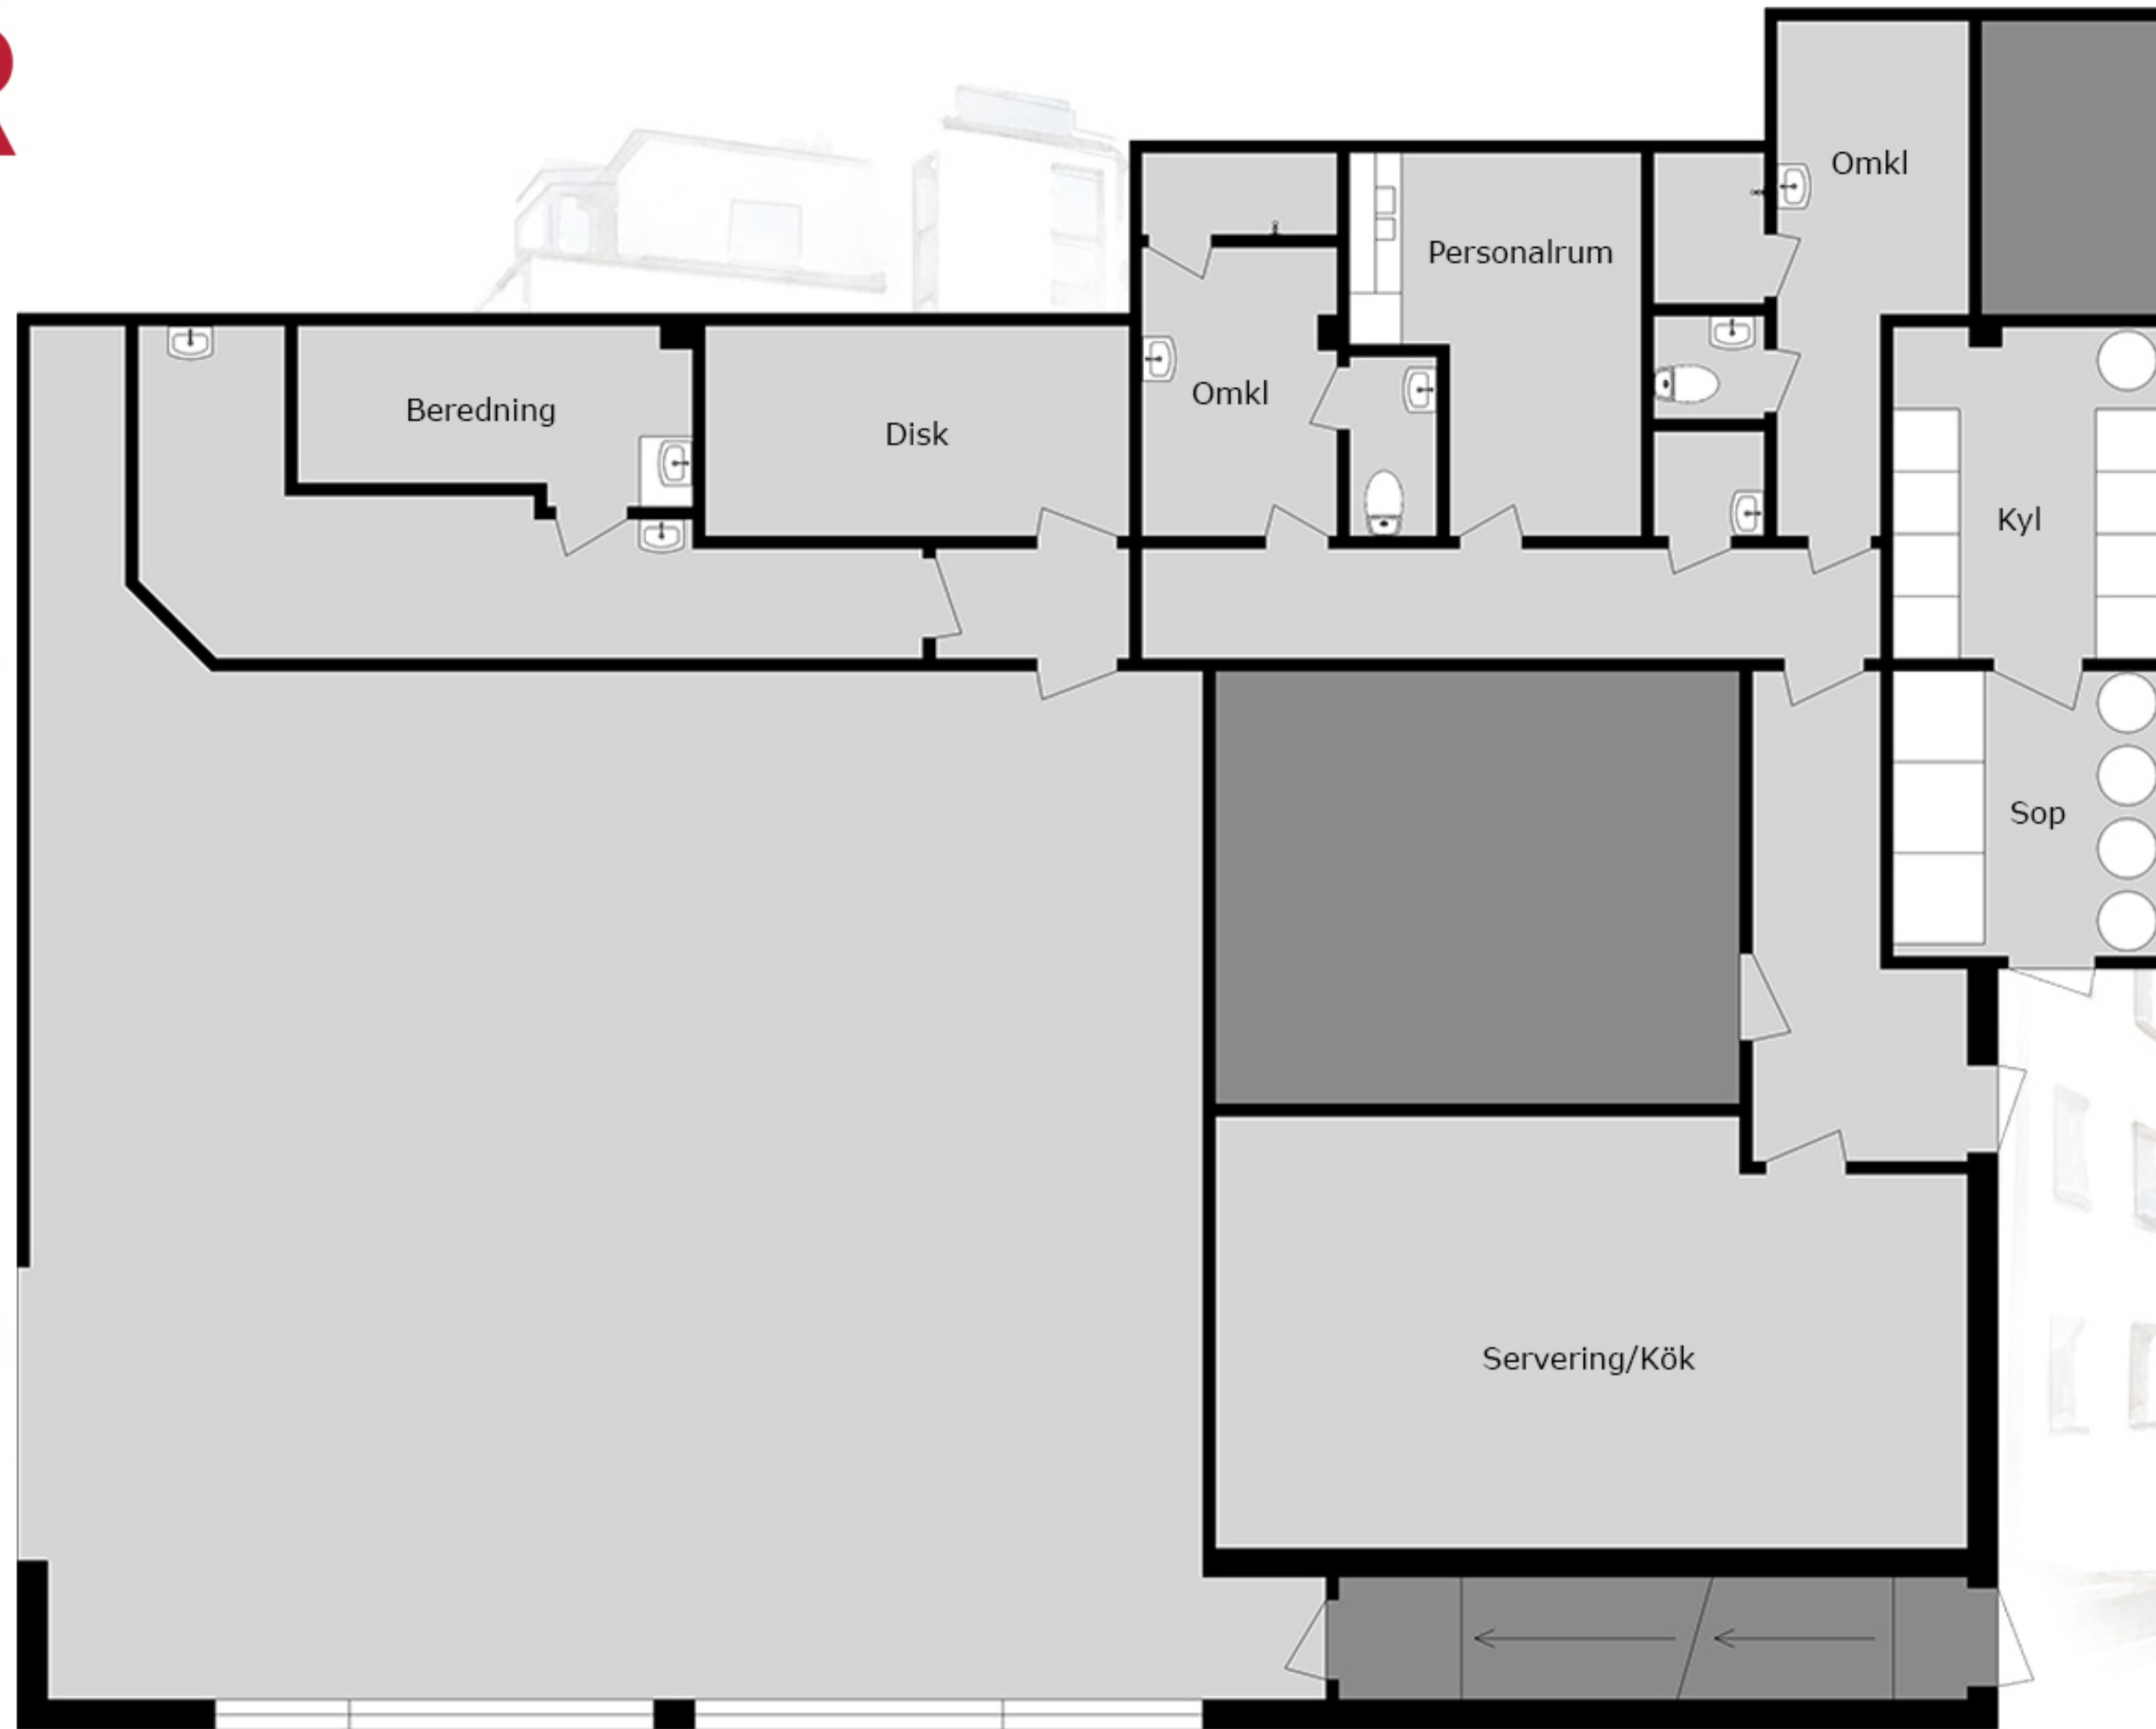 R
Omkl
Personalrum
Beredning
Disk
Omkl
Kyl
Sop
Servering/Kök